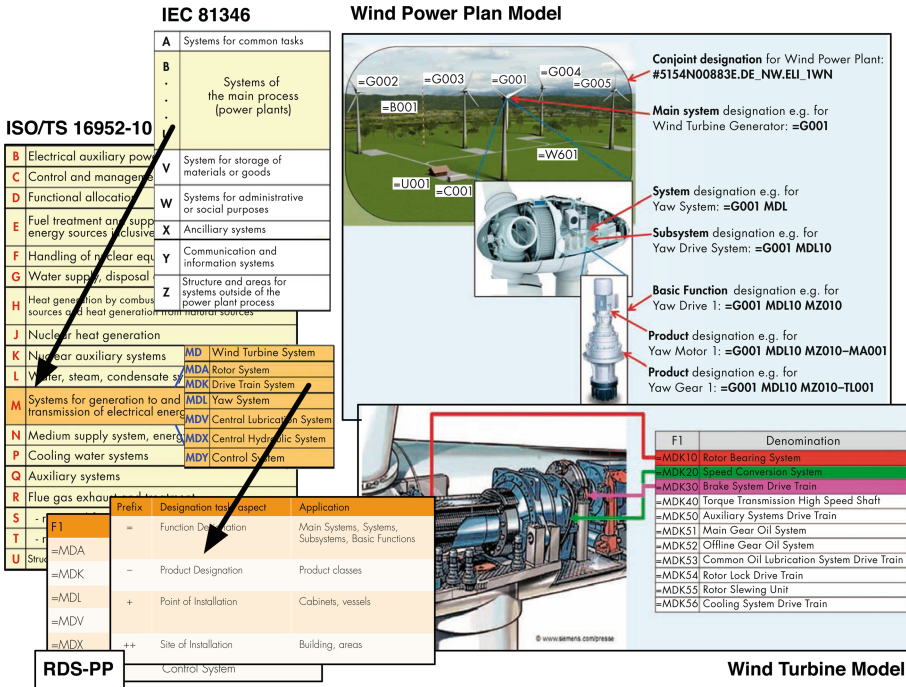 IEC 81346
Wind Power Plan Model
A Systems for common tasks
B
.
.
.
Systems of
the main process
(power plants)
V System for storage of
materials or goods
W Systems for administrative
or social purposes
X Ancilliary systems
Y Communication and
information systems
Z Structure and areas for
systems outside of the
power plant process
ISO/TS 16952-10
B Electrical auxiliary pow
C Control and manageme
D Functional allocation
E Fuel treatment and supp
energy sources inclusive
F Handling of nuclear equ
G Water supply, disposal
H Heat generation by combus
sources and heat generation from natural sources
J Nuclear heat generation
K Nuclear auxiliary systems
L Water, steam, condensate sy
M Systems for generation to and
transmission of electrical energ
N Medium supply system, energ
P Cooling water systems
Q Auxiliary systems
R Flue gas exhaust and treatment
S
T
U Struc
MD Wind Turbine System
MDA Rotor System
MDK Drive Train System
MDL Yaw System
MDV Central Lubrication System
MDX Central Hydraulic System
MDY Control System
=G002
=G003
=G001
=G004
=G005
=B001
=W601
=U001
=C001
Conjoint designation for Wind Power Plant:
#5154N00883E.DE_NW.ELI_1WN
Main system designation e.g. for
Wind Turbine Generator: =G001
System designation e.g. for
Yaw System: =G001 MDL
Subsystem designation e.g. for
Yaw Drive System: =G001 MDL10
Basic Function designation e.g. for
Yaw Drive 1: =G001 MDL10 MZ010
Product designation e.g. for
Yaw Motor 1: =G001 MDL10 MZ010–MA001
Product designation e.g. for
Yaw Gear 1: =G001 MDL10 MZ010–TL001
F1 Denomination
=MDK10 Rotor Bearing System
=MDK20 Speed Conversion System
=MDK30 Brake System Drive Train
=MDK40 Torque Transmission High Speed Shaft
=MDK50 Auxiliary Systems Drive Train
=MDK51 Main Gear Oil System
=MDK52 Offline Gear Oil System
=MDK53 Common Oil Lubrication System Drive Train
=MDK54 Rotor Lock Drive Train
=MDK55 Rotor Slewing Unit
=MDK56 Cooling System Drive Train
© www.siemens.com/presse
F1
=MDA
=MDK
=MDL
=MDV
=MDX
Prefix Designation task, aspect Application
= Function Designation Main Systems, Systems,
Subsystems, Basic Functions
– Product Designation Product classes
+ Point of Installation Cabinets, vessels
++ Site of Installation Building, areas
Control System
RDS-PP
Wind Turbine Model